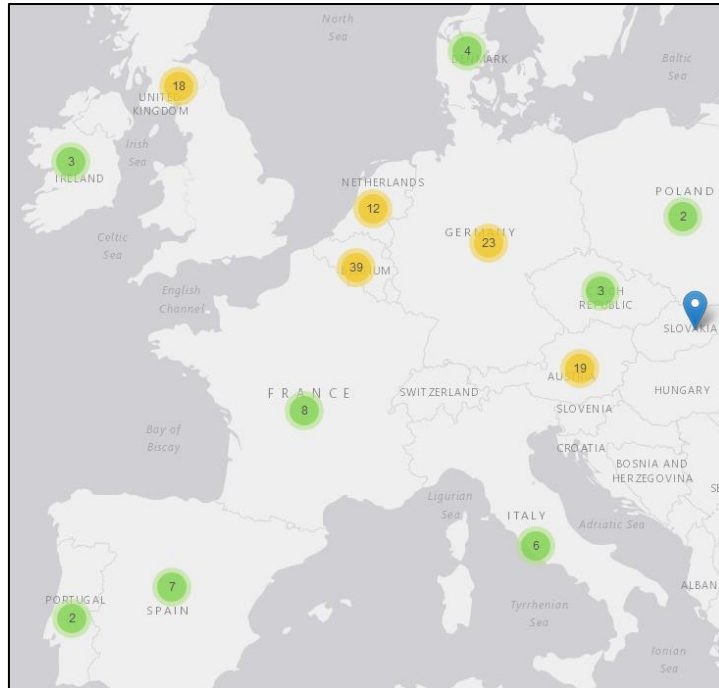 North
Sea
4
DENMARK
Baltic
Sea
18
UNITED
KINGDOM
Irish
Sea
3
IRELAND
NETHERLANDS
POLAND
12
2
Celtic
Sea
GERMANY
23
39
BELGIUM
English
Channel
3
CZECH
REPUBLIC
SLOVAKIA
19
AUSTRIA
FRANCE
SWITZERLAND
HUNGARY
8
SLOVENIA
Bay of
Biscay
CROATIA
BOSNIA AND
HERZEGOVINA
Ligurian
Sea
ITALY
Adriatic Sea
6
7
PORTUGAL
SPAIN
2
ALBAN
Tyrrhenian
Sea
Ionian
Sea